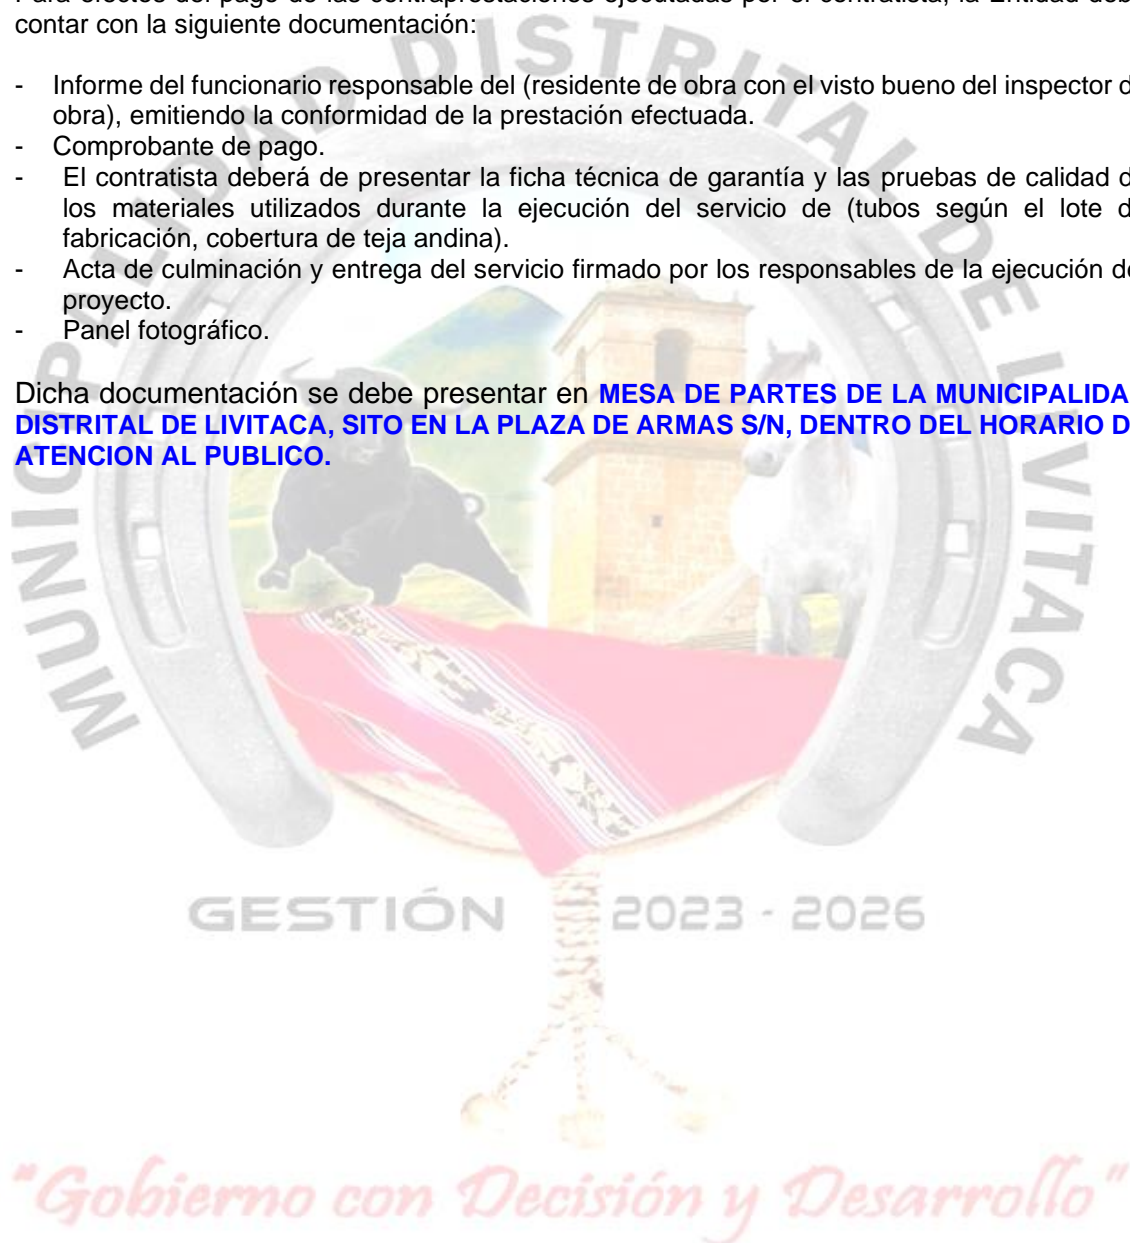 contar con la siguiente documentación:
- Informe del funcionario responsable del (residente de obra con el visto bueno del inspector d
obra), emitiendo la conformidad de la prestación efectuada.
- Comprobante de pago.
- El contratista deberá de presentar la ficha técnica de garantía y las pruebas de calidad d
los materiales utilizados durante la ejecución del servicio de (tubos según el lote d
fabricación, cobertura de teja andina).
- Acta de culminación y entrega del servicio firmado por los responsables de la ejecución de
proyecto.
- Panel fotográfico.
Dicha documentación se debe presentar en MESA DE PARTES DE LA MUNICIPALIDA
DISTRITAL DE LIVITACA, SITO EN LA PLAZA DE ARMAS S/N, DENTRO DEL HORARIO D
ATENCION AL PUBLICO.
MUNICIPALIDAD DISTRITAL DE LIVITACA
GESTIÓN 2023 - 2026
"Gobierno con Decisión y Desarrollo"